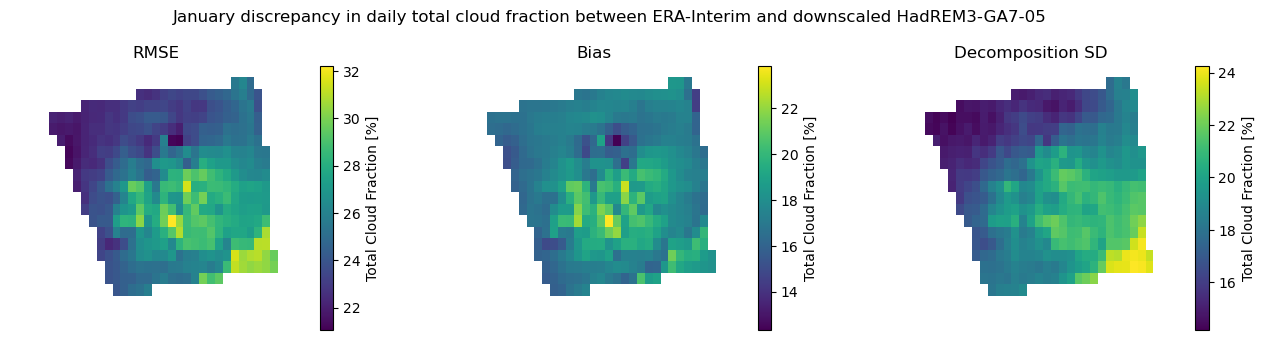 January discrepancy in daily total cloud fraction between ERA-Interim and downscaled HadREM3-GA7-05
RMSE
32
30
28
26
24
22
Total Cloud Fraction [%]
Bias
22
20
18
16
14
Total Cloud Fraction [%]
Decomposition SD
24
22
20
18
16
Total Cloud Fraction [%]